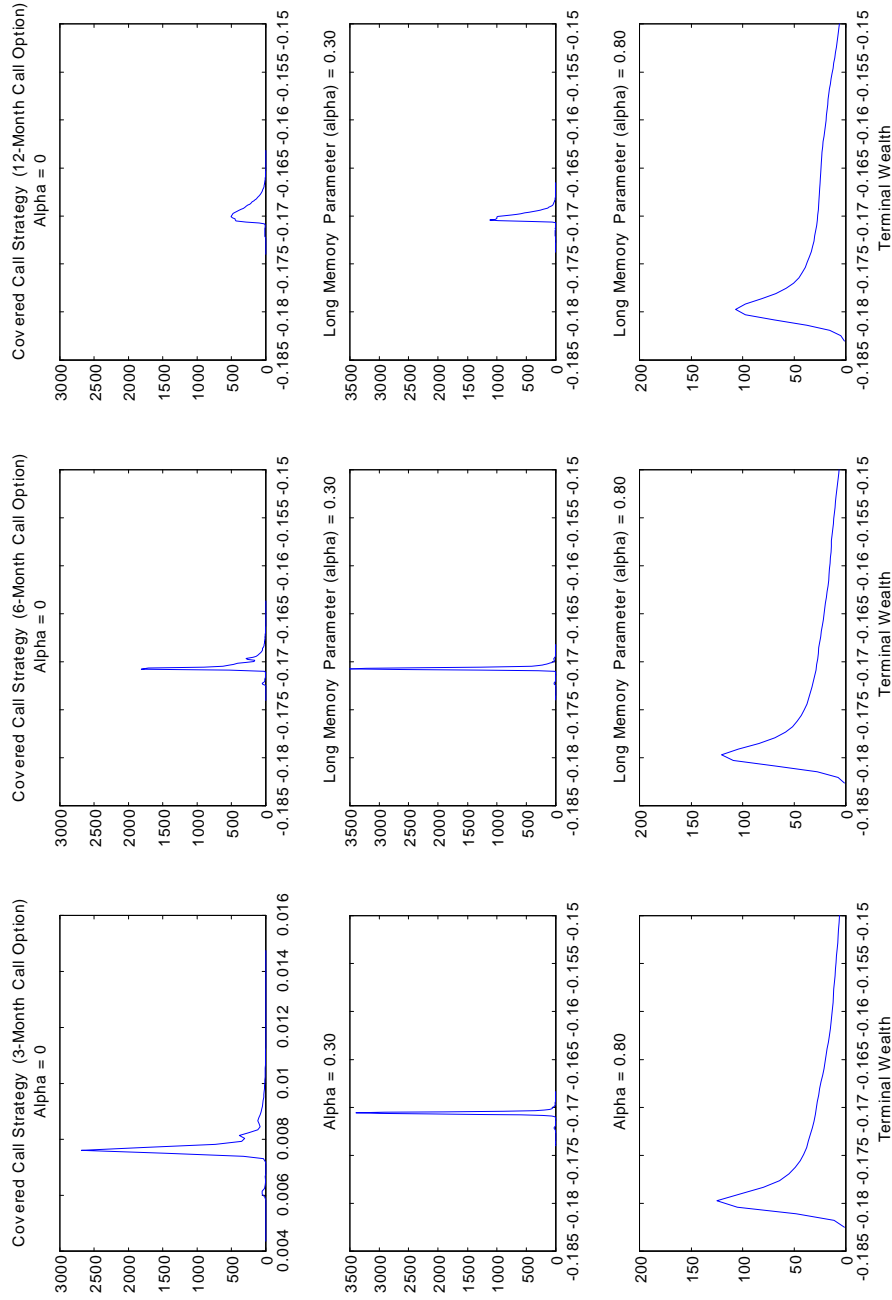 Covered Call Strategy (3-Month Call Option)
Alpha = 0
3000
2500
2000
1500
1000
500
0
0.004 0.006 0.008 0.01 0.012 0.014 0.016
Covered Call Strategy (6-Month Call Option)
Alpha = 0
3000
2500
2000
1500
1000
500
0
-0.185 -0.18 -0.175 -0.17 -0.165 -0.16 -0.155 -0.15
Covered Call Strategy (12-Month Call Option)
Alpha = 0
3000
2500
2000
1500
1000
500
0
-0.185 -0.18 -0.175 -0.17 -0.165 -0.16 -0.155 -0.15
Alpha = 0.30
3500
3000
2500
2000
1500
1000
500
0
-0.185 -0.18 -0.175 -0.17 -0.165 -0.16 -0.155 -0.15
Long Memory Parameter (alpha) = 0.30
3500
3000
2500
2000
1500
1000
500
0
-0.185 -0.18 -0.175 -0.17 -0.165 -0.16 -0.155 -0.15
Long Memory Parameter (alpha) = 0.30
3500
3000
2500
2000
1500
1000
500
0
-0.185 -0.18 -0.175 -0.17 -0.165 -0.16 -0.155 -0.15
Alpha = 0.80
200
150
100
50
0
-0.185 -0.18 -0.175 -0.17 -0.165 -0.16 -0.155 -0.15
Terminal Wealth
Long Memory Parameter (alpha) = 0.80
200
150
100
50
0
-0.185 -0.18 -0.175 -0.17 -0.165 -0.16 -0.155 -0.15
Terminal Wealth
Long Memory Parameter (alpha) = 0.80
200
150
100
50
0
-0.185 -0.18 -0.175 -0.17 -0.165 -0.16 -0.155 -0.15
Terminal Wealth